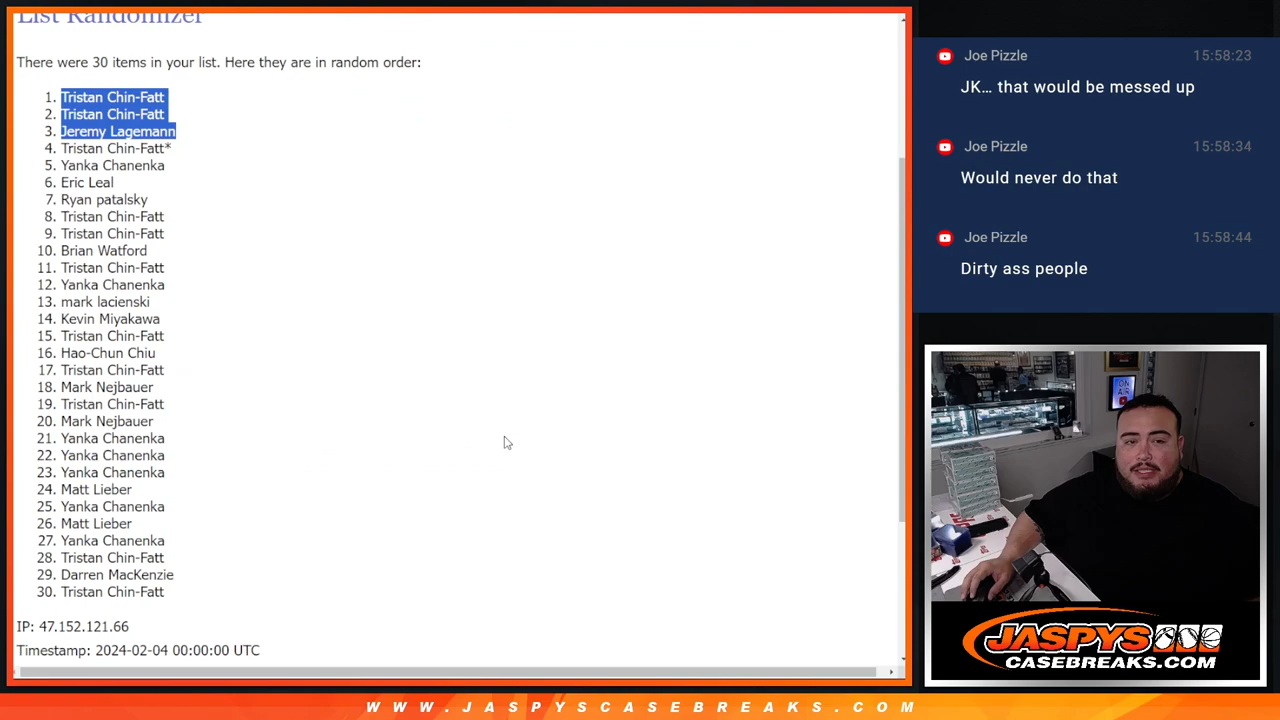 List Randomizer
There were 30 items in your list. Here they are in random order:
1. Tristan Chin-Fatt
2. Tristan Chin-Fatt
3. Jeremy Lagemann
4. Tristan Chin-Fatt*
5. Yanka Chanenka
6. Eric Leal
7. Ryan patalsky
8. Tristan Chin-Fatt
9. Tristan Chin-Fatt
10. Brian Watford
11. Tristan Chin-Fatt
12. Yanka Chanenka
13. mark lacienski
14. Kevin Miyakawa
15. Tristan Chin-Fatt
16. Hao-Chun Chiu
17. Tristan Chin-Fatt
18. Mark Nejbauer
19. Tristan Chin-Fatt
20. Mark Nejbauer
21. Yanka Chanenka
22. Yanka Chanenka
23. Yanka Chanenka
24. Matt Lieber
25. Yanka Chanenka
26. Matt Lieber
27. Yanka Chanenka
28. Tristan Chin-Fatt
29. Darren MacKenzie
30. Tristan Chin-Fatt
IP: 47.152.121.66
Timestamp: 2024-02-04 00:00:00 UTC
Joe Pizzle 15:58:23
JK... that would be messed up
Joe Pizzle 15:58:34
Would never do that
Joe Pizzle 15:58:44
Dirty ass people
ON AIR
JASPYS
CASEBREAKS.COM
WWW.JASPYSCASEBREAKS.COM